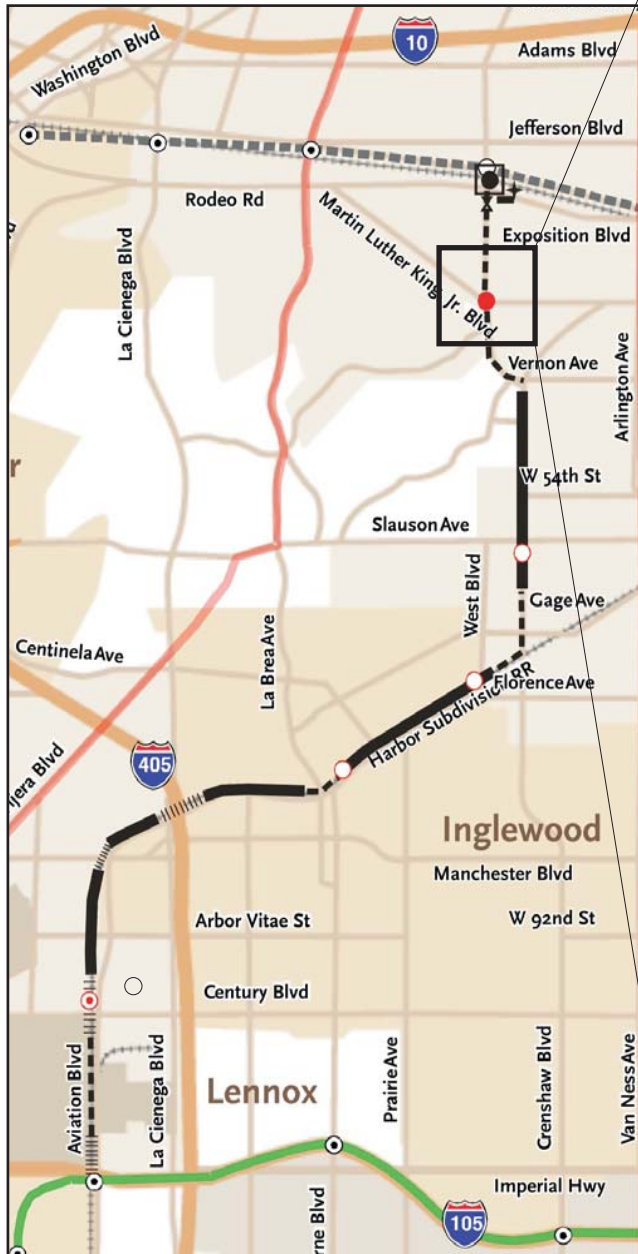 10
Adams Blvd
Washington Blvd
Jefferson Blvd
Rodeo Rd
Exposition Blvd
Martin Luther King, Jr. Blvd
La Cienega Blvd
Vernon Ave
Arlington Ave
r
W 54th St
Slauson Ave
West Blvd
Gage Ave
Centinela Ave
La Brea Ave
Florence Ave
Harbor Subdivision RR
405
Inglewood
Manchester Blvd
Arbor Vitae St
W 92nd St
Century Blvd
Aviation Blvd
La Cienega Blvd
Lennox
Prairie Ave
Crenshaw Blvd
Van Ness Ave
Imperial Hwy
rne Blvd
105